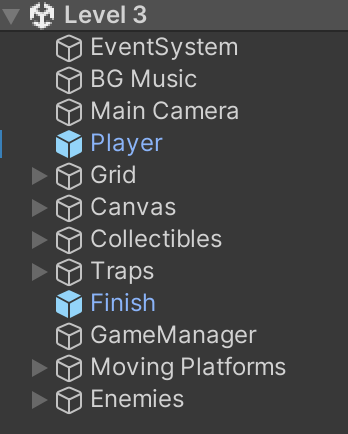 Level 3
EventSystem
BG Music
Main Camera
Player
Grid
Canvas
Collectibles
Traps
Finish
GameManager
Moving Platforms
Enemies